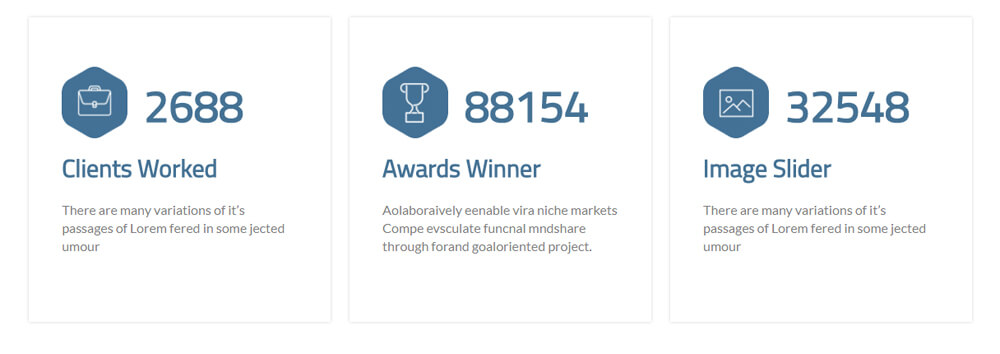 2688
Clients Worked
There are many variations of it's
passages of Lorem fered in some jected
umour
88154
Awards Winner
Aolaboraively eenable vira niche markets
Compe evsculate funcnal mndshare
through forand goaloriented project.
32548
Image Slider
There are many variations of it's
passages of Lorem fered in some jected
umour